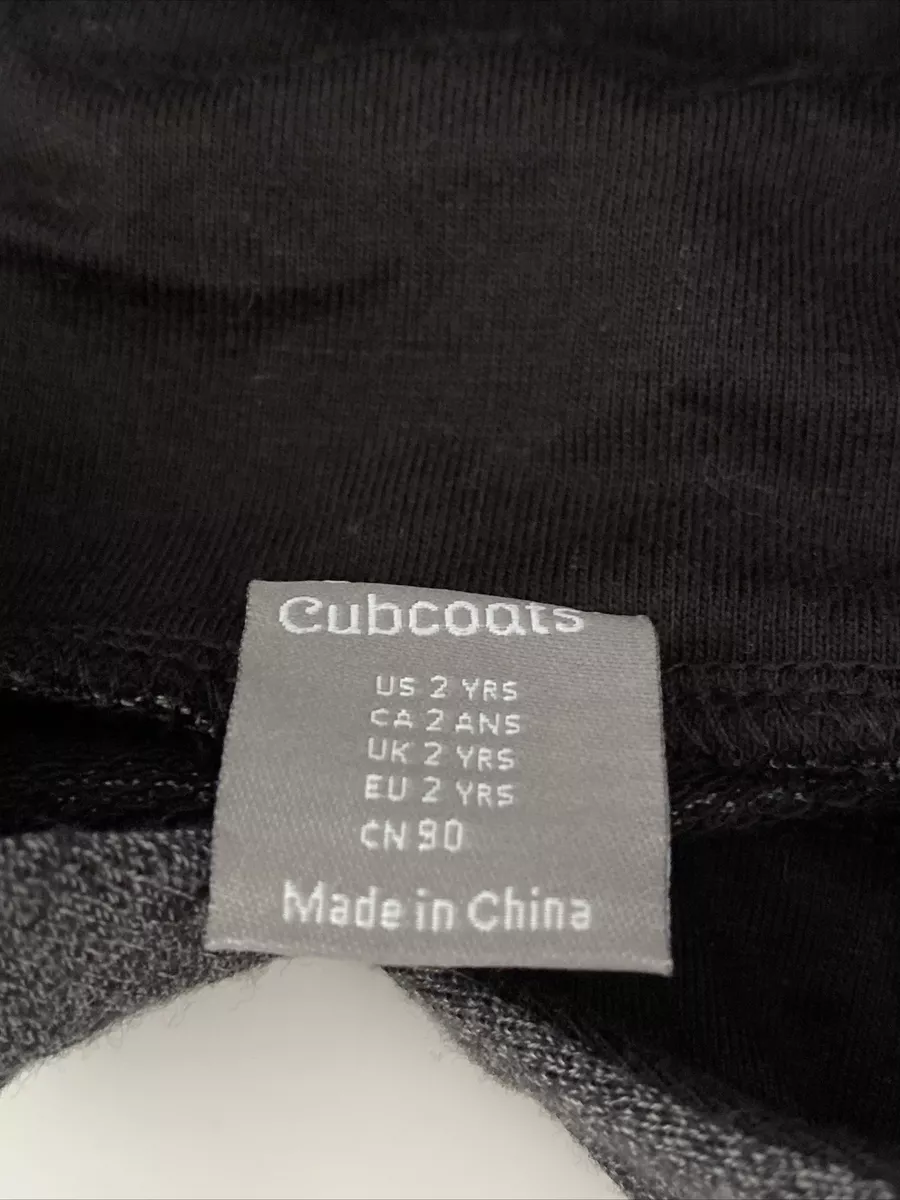 Cubcoats
US 2 YRS
CA 2 ANS
UK 2 YRS
EU 2 YRS
CN 90
Made in China